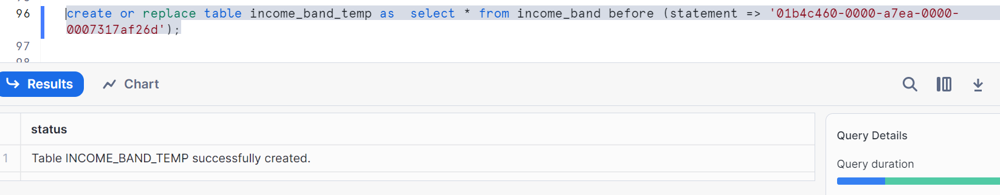 96 create or replace table income_band_temp as  select * from income_band before (statement => '01b4c460-0000-a7ea-0000-
0007317af26d');
97
98
Results Chart
status
1 Table INCOME_BAND_TEMP successfully created.
Query Details
Query duration